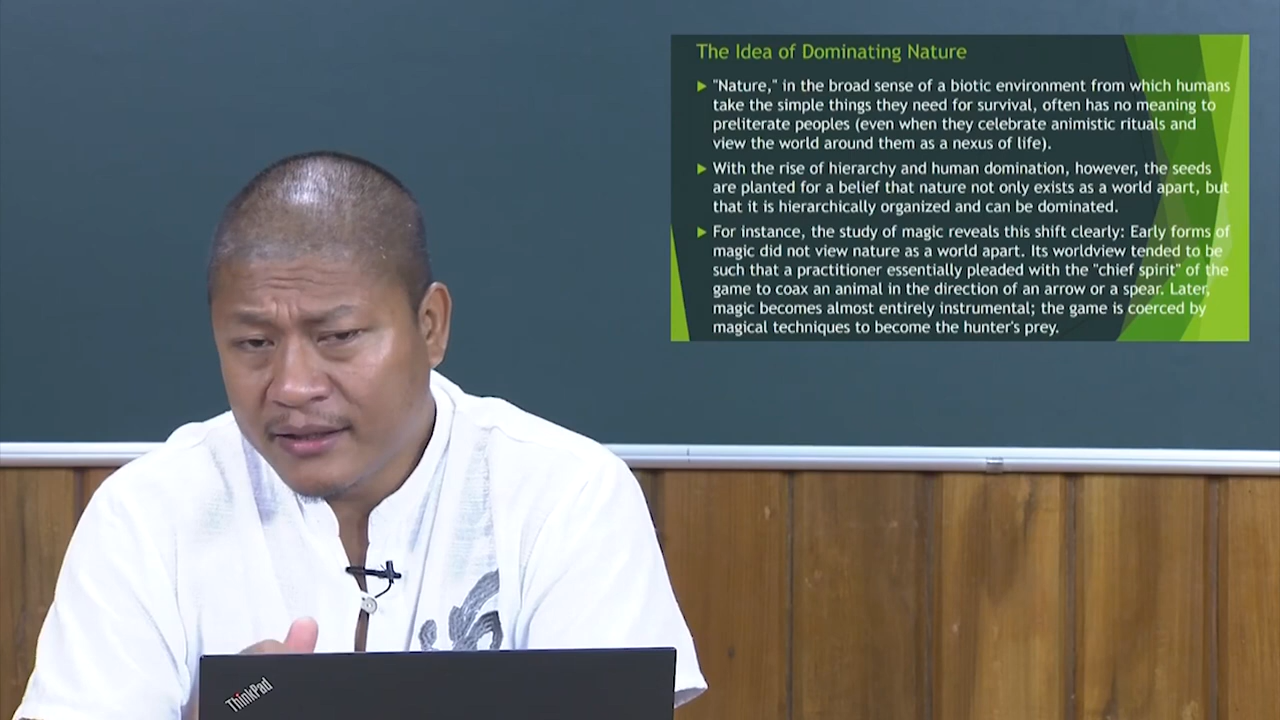 The Idea of Dominating Nature
"Nature," in the broad sense of a biotic environment from which humans
take the simple things they need for survival, often has no meaning to
preliterate peoples (even when they celebrate animistic rituals and
view the world around them as a nexus of life).
With the rise of hierarchy and human domination, however, the seeds
are planted for a belief that nature not only exists as a world apart, but
that it is hierarchically organized and can be dominated.
For instance, the study of magic reveals this shift clearly: Early forms of
magic did not view nature as a world apart. Its worldview tended to be
such that a practitioner essentially pleaded with the "chief spirit" of the
game to coax an animal in the direction of an arrow or a spear. Later,
magic becomes almost entirely instrumental; the game is coerced by
magical techniques to become the hunter's prey.
ThinkPad